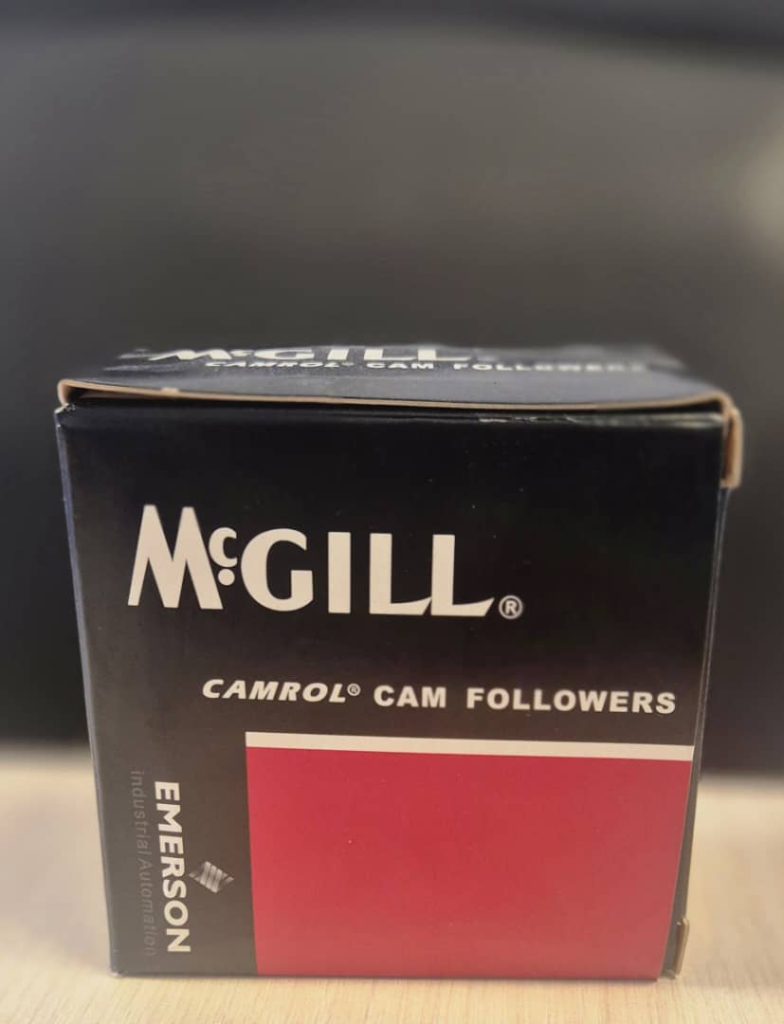 McGILL
CAMROL® CAM FOLLOWERS
McGILL®
CAMROL® CAM FOLLOWERS
EMERSON
industrial Automation